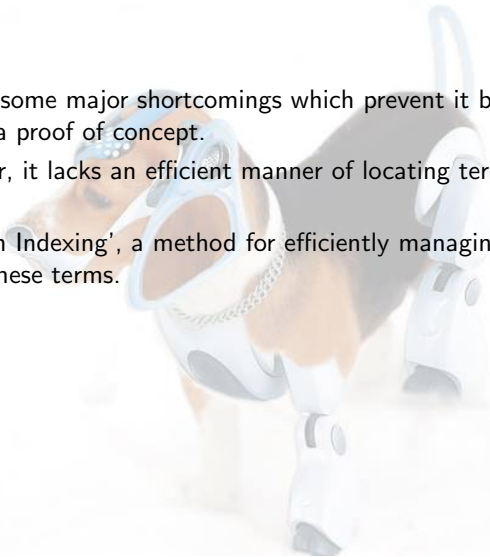 some major shortcomings which prevent it b
a proof of concept.
r, it lacks an efficient manner of locating ter
n Indexing’, a method for efficiently managin
hese terms.